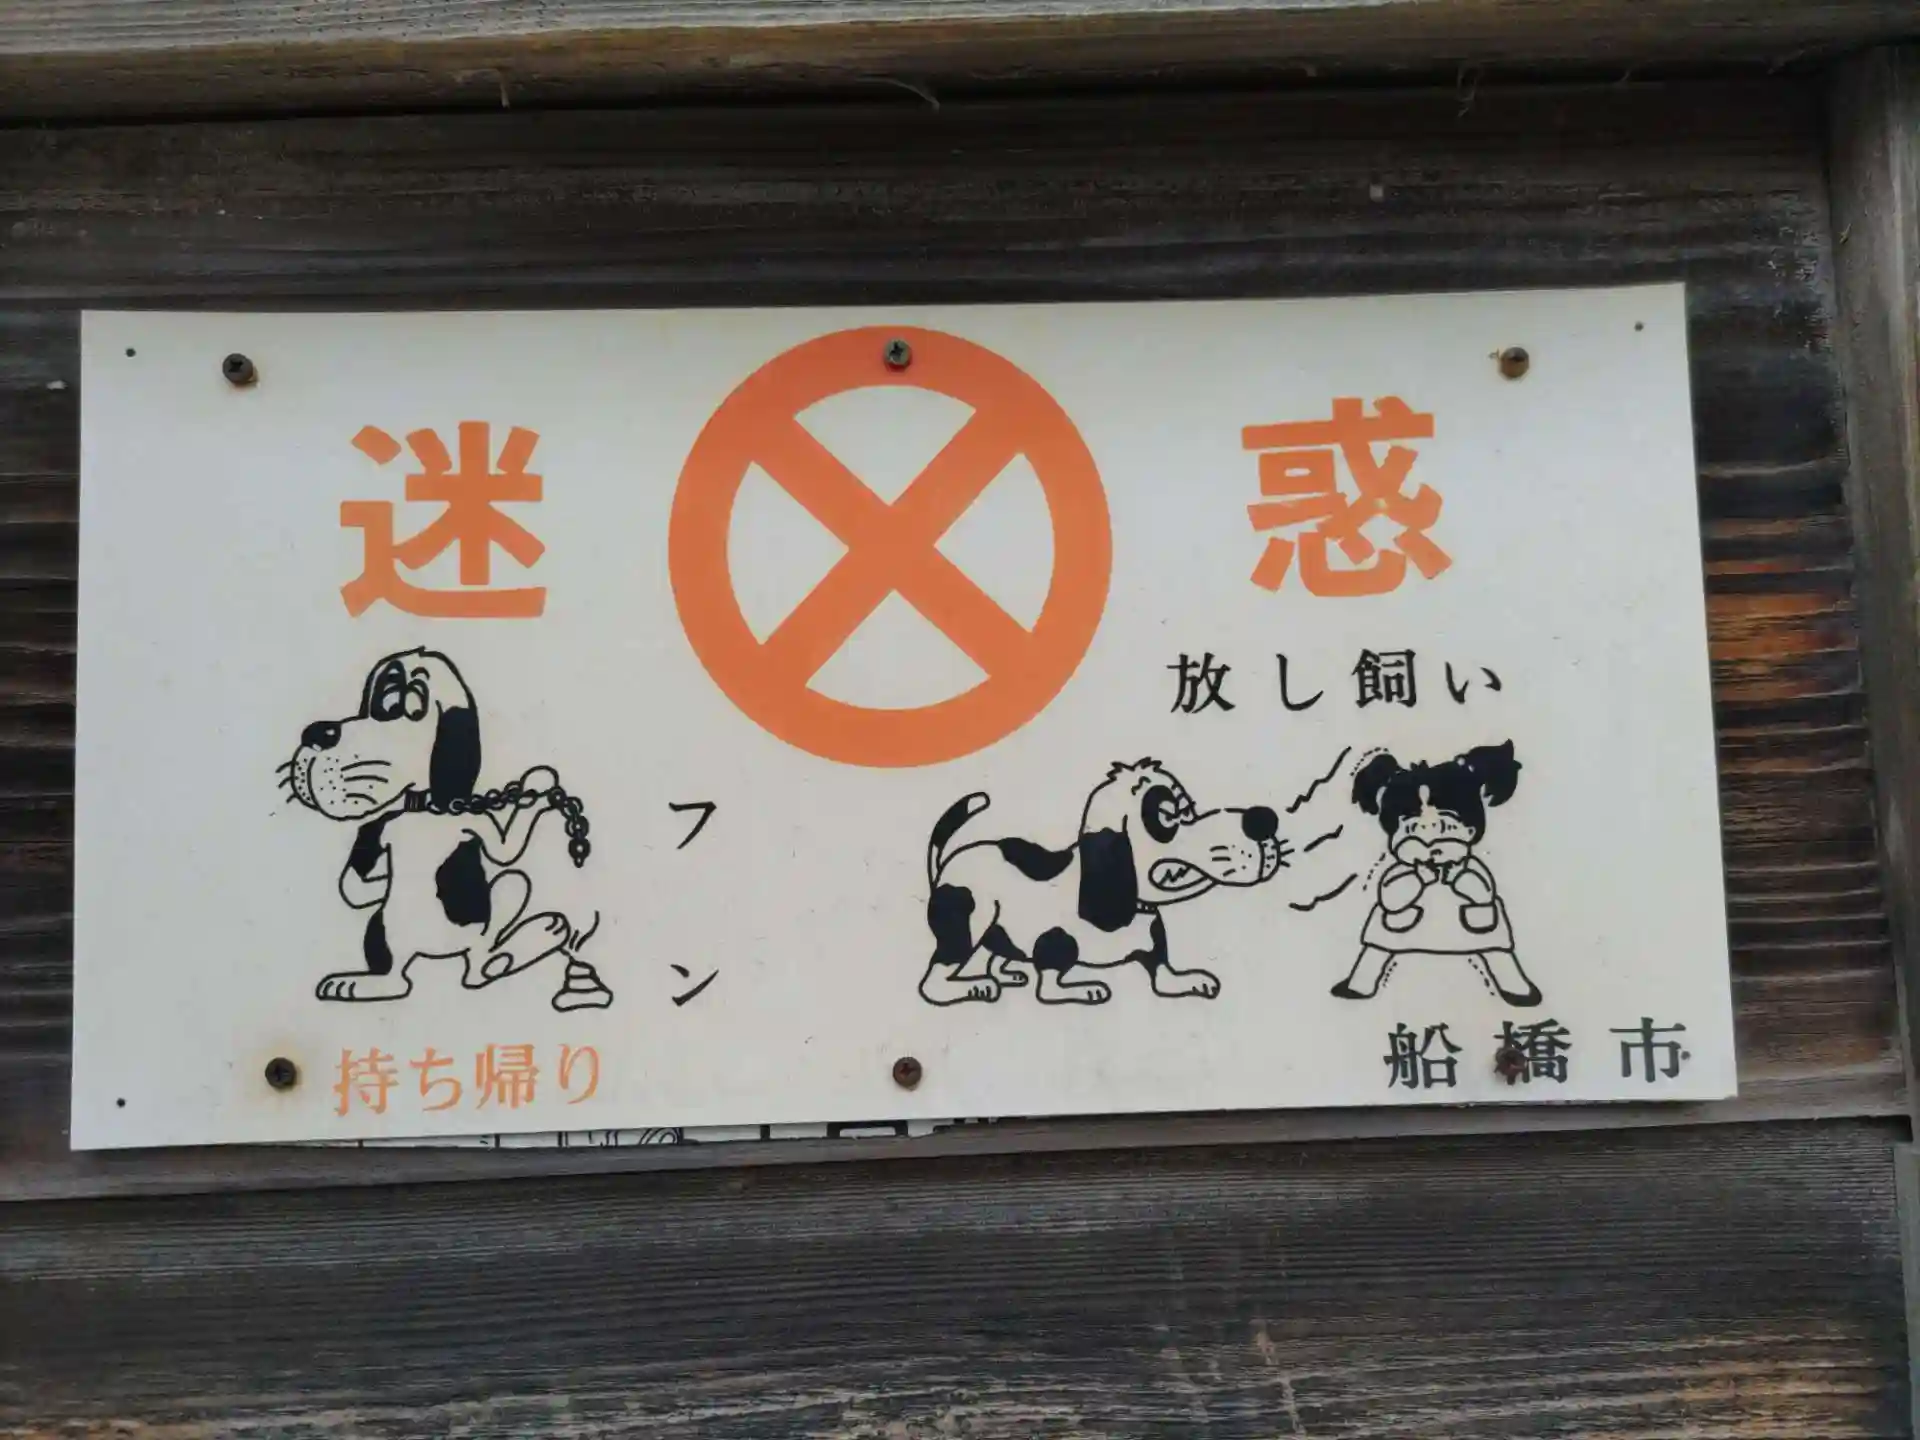 迷惑
放し飼い
フン
持ち帰り
船橋市